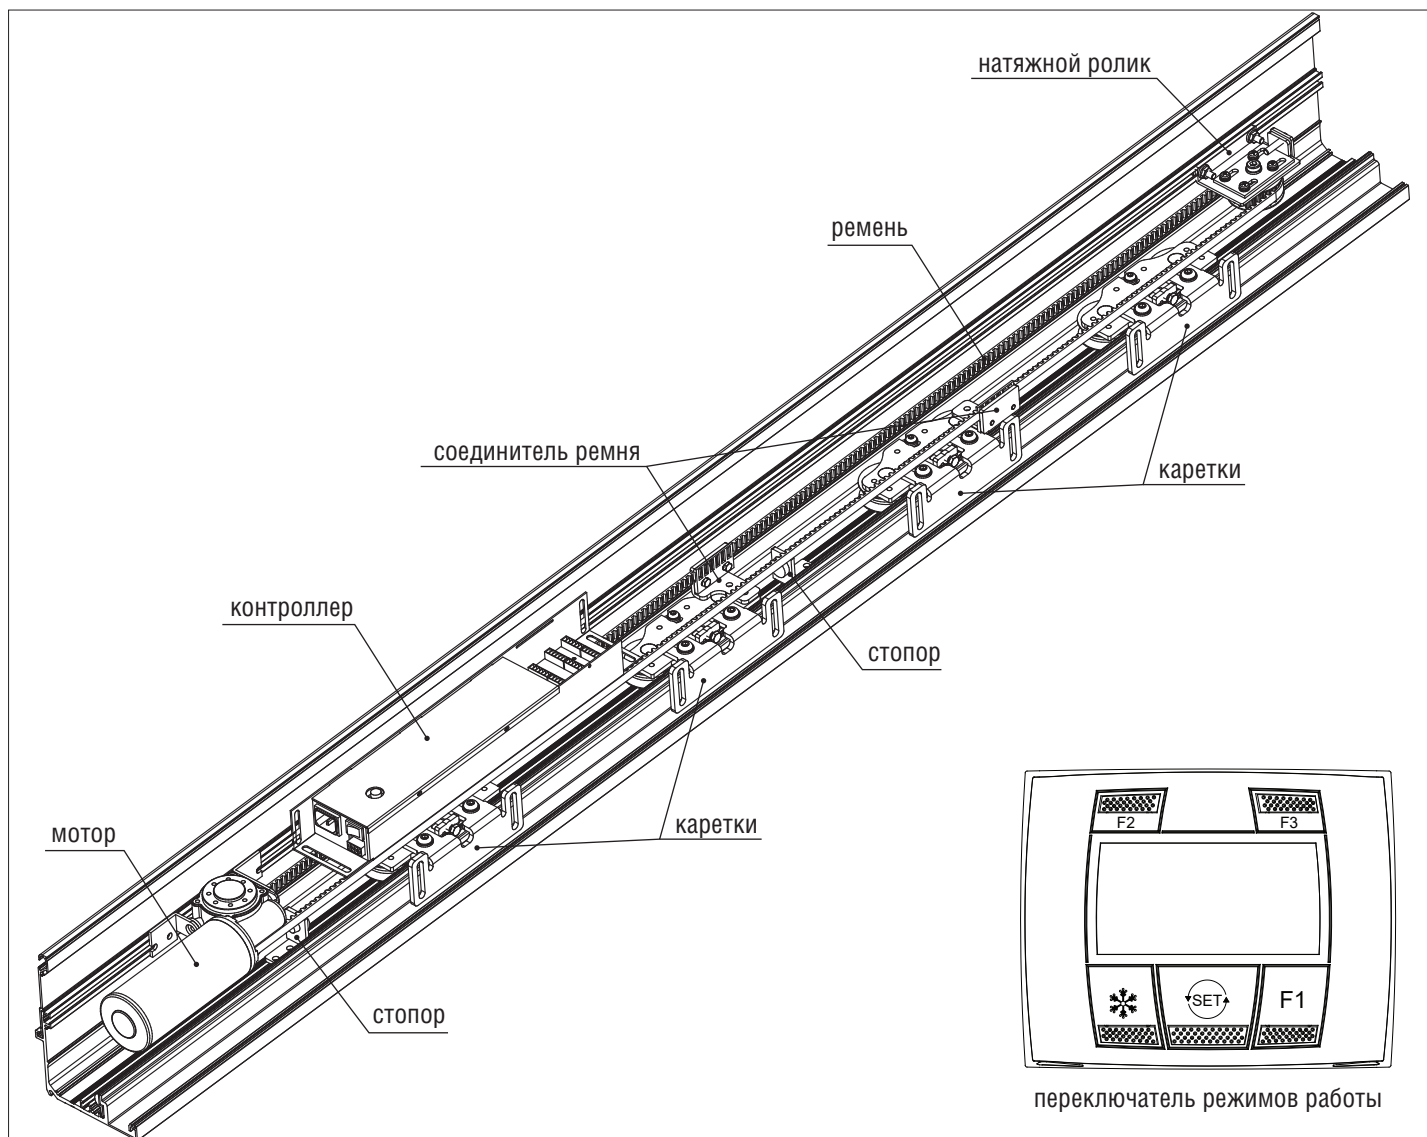 натяжной ролик
ремень
соединитель ремня
каретки
контроллер
стопор
каретки
мотор
стопор
F2
F3
SET
F1
переключатель режимов работы